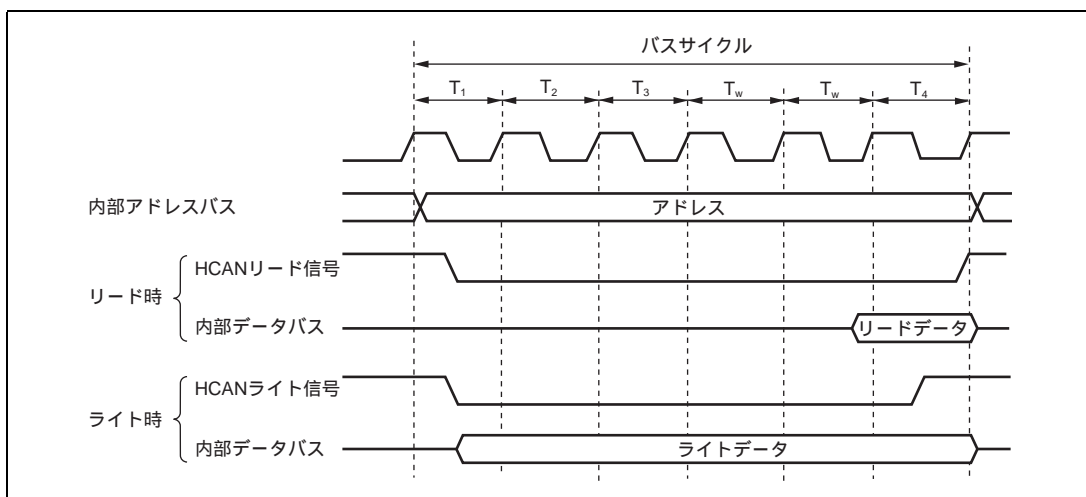 バスサイクル
T₁ T₂ T₃ Tw Tw T₄
内部アドレスバス アドレス
リード時 HCANリード信号
内部データバス リードデータ
ライト時 HCANライト信号
内部データバス ライトデータ